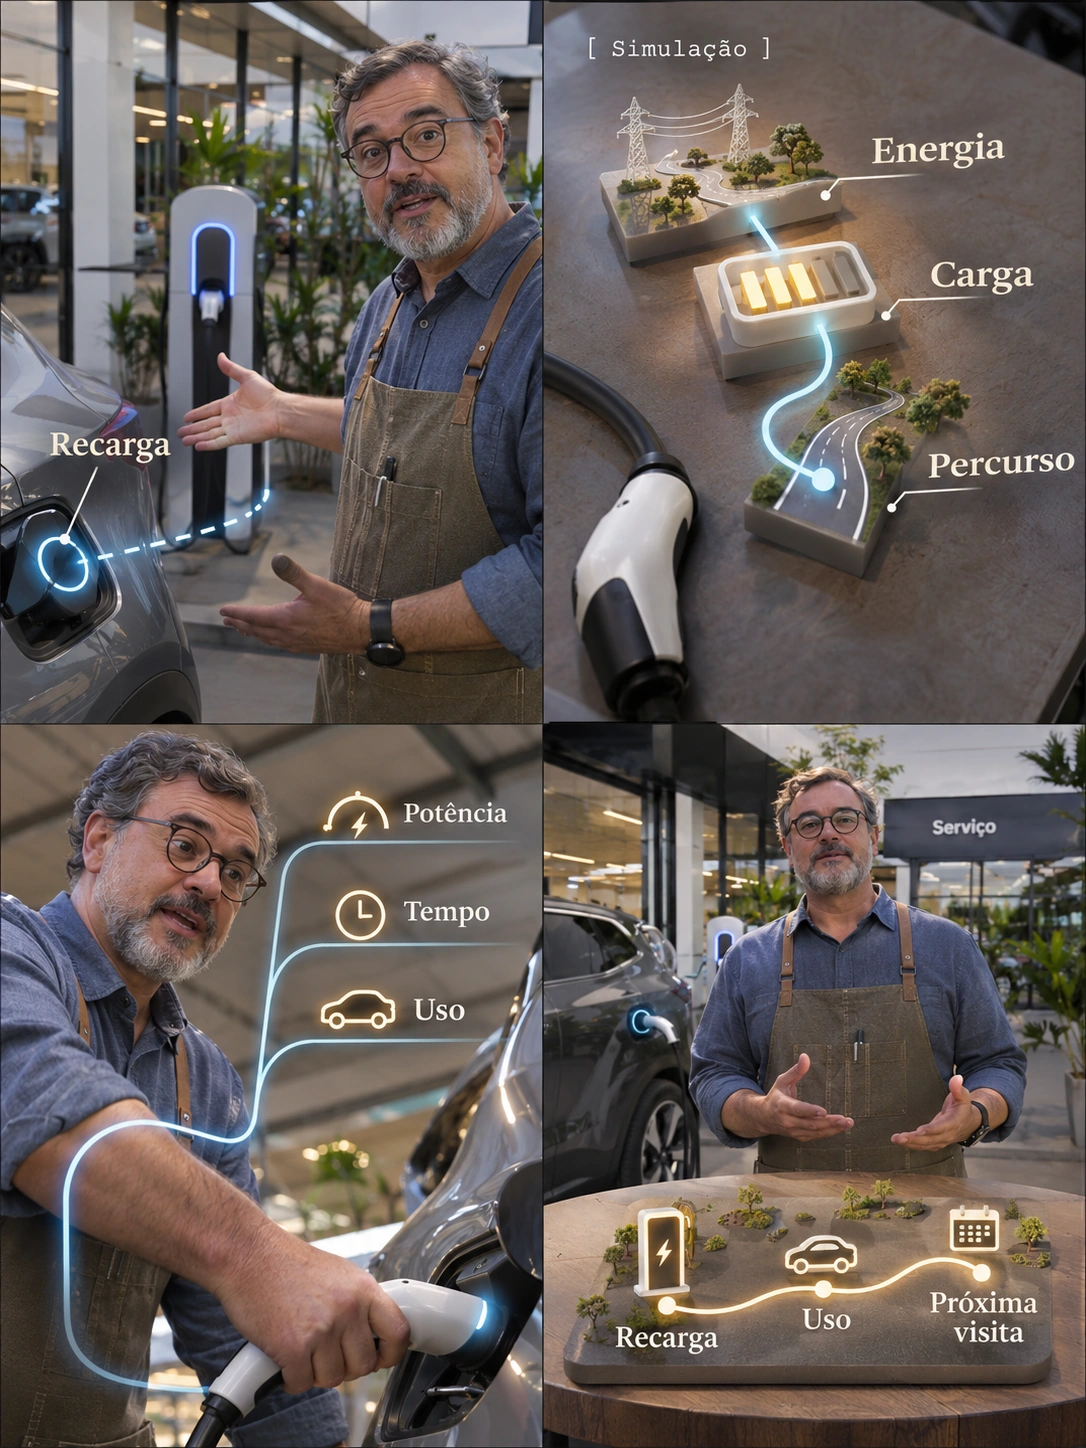 Recarga
[ Simulação ]
Energia
Carga
Percurso
Potência
Tempo
Uso
Serviço
Recarga
Uso
Próxima
visita